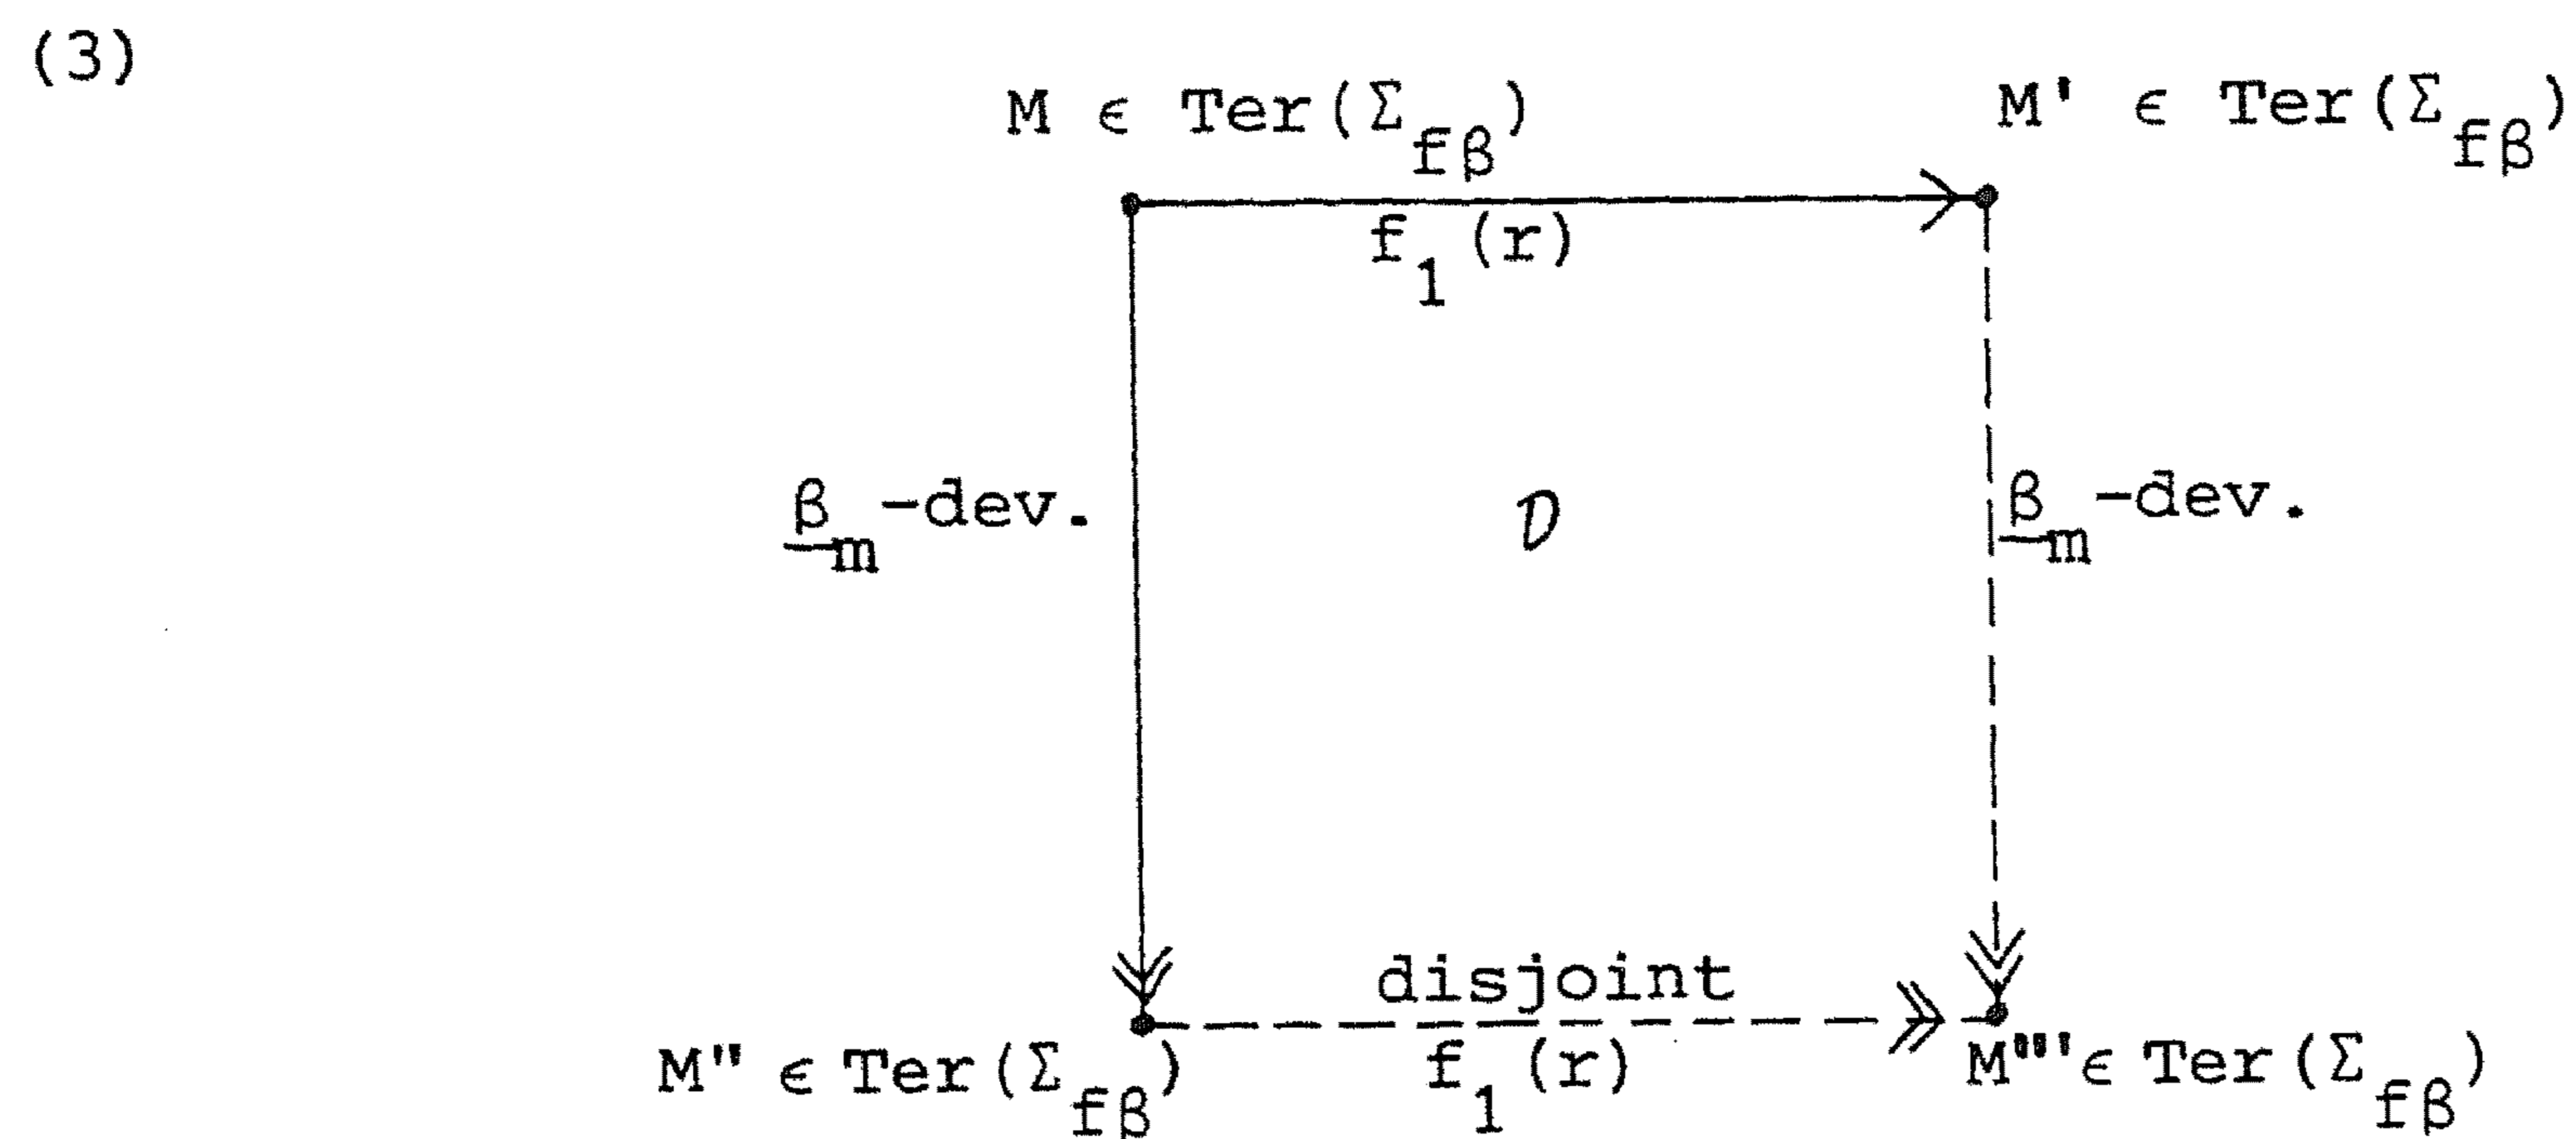 (3)
M ϵ Ter(Σ_fβ) M' ϵ Ter(Σ_fβ)
f_1(r)
β_m-dev. D β_m-dev.
disjoint
f_1(r)
M" ϵ Ter(Σ_fβ) M"' ϵ Ter(Σ_fβ)